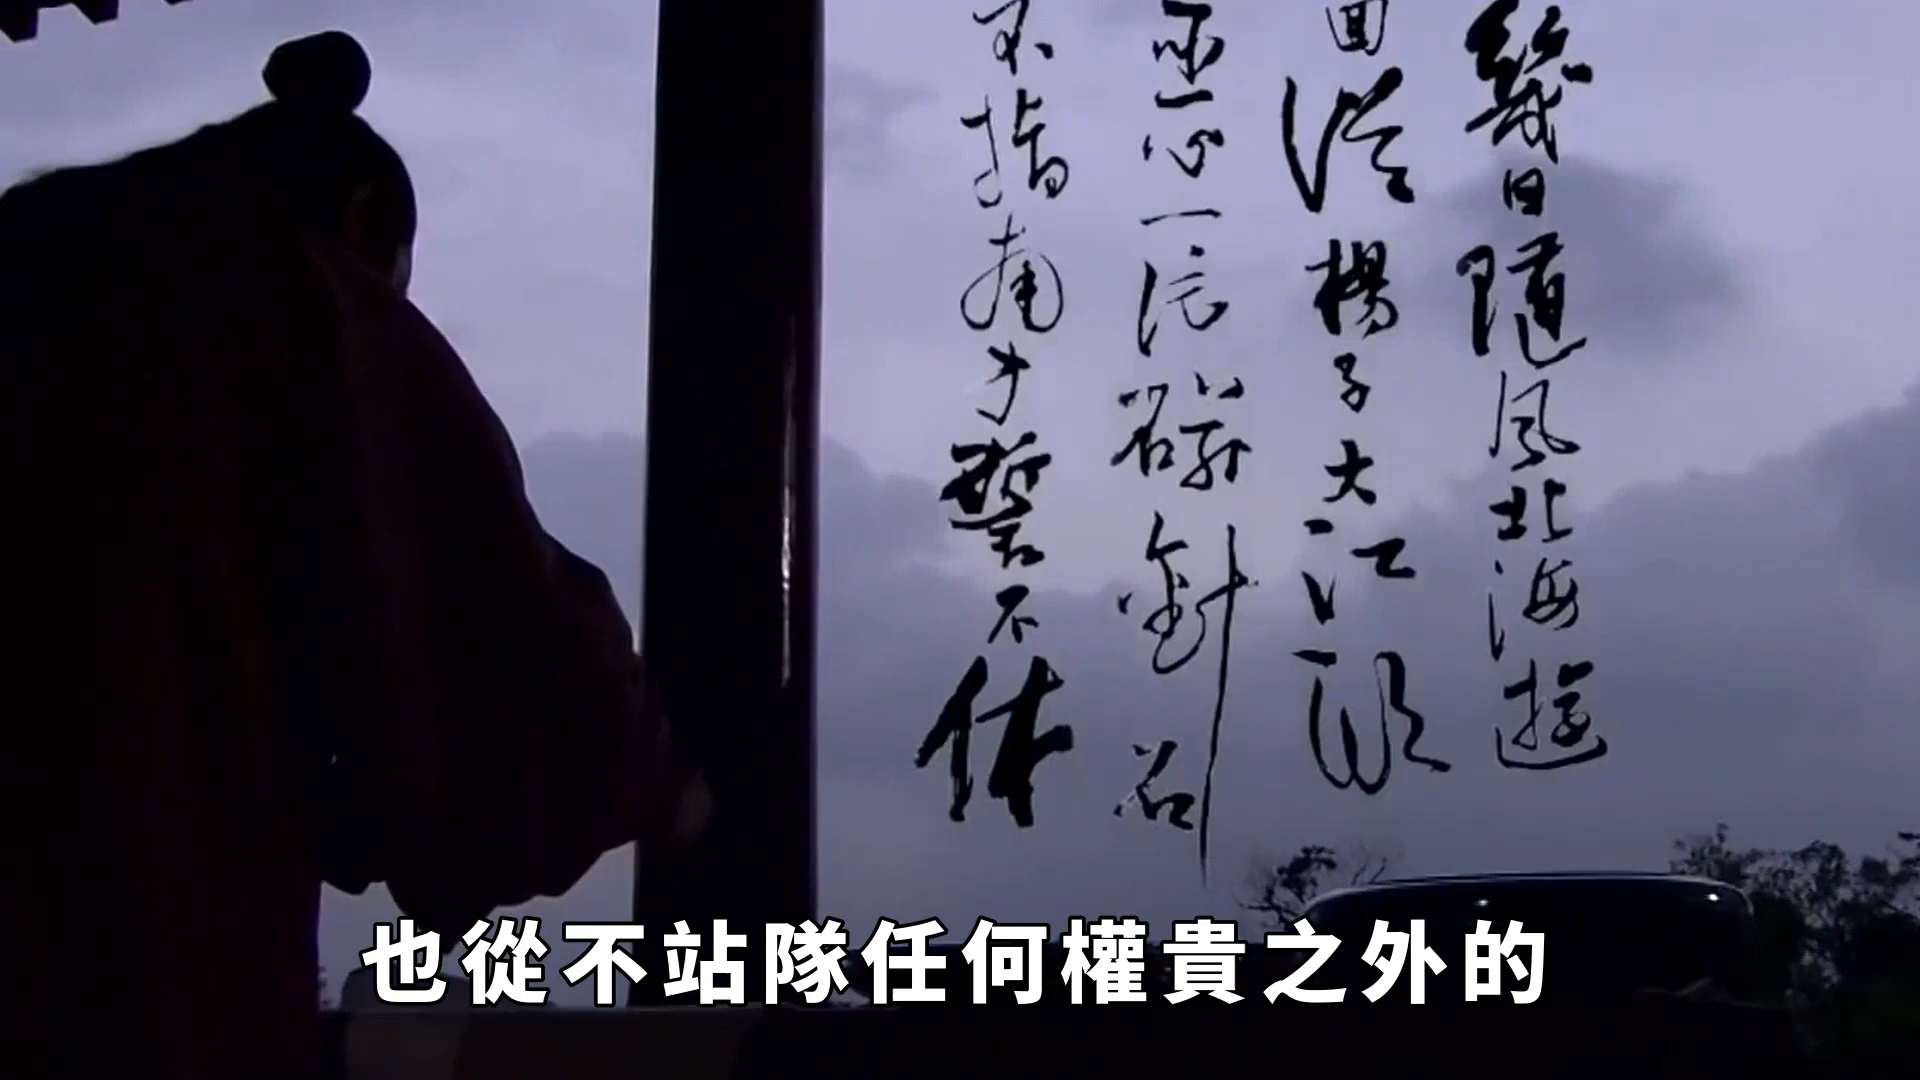 幾日隨風北海遊
回從楊子大江頭
臣心一磁針石
不指南方誓不休
也從不站隊任何權貴之外的